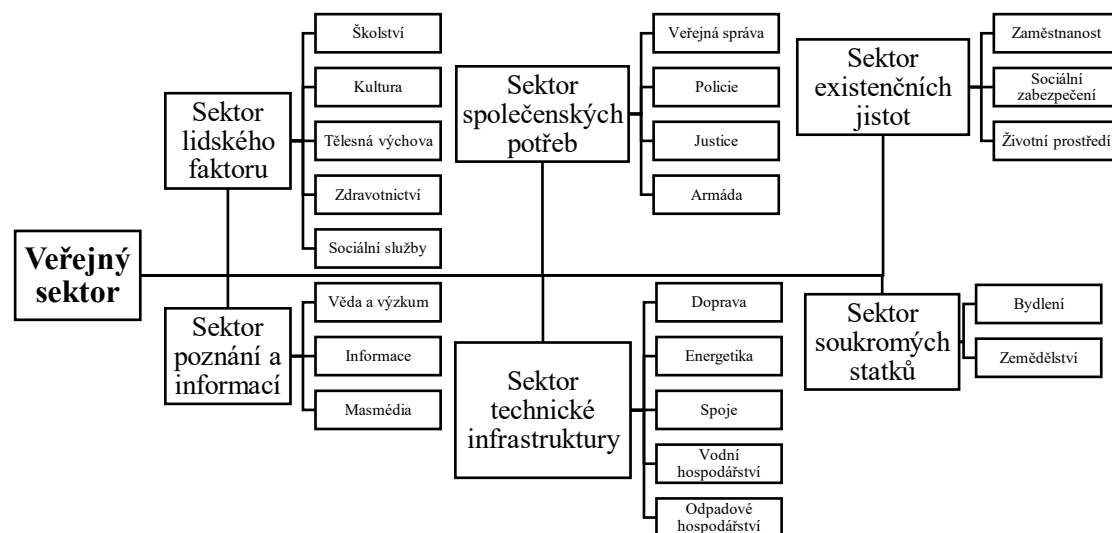 Veřejný
sektor
Sektor
lidského
faktoru
Školství
Kultura
Tělesná výchova
Zdravotnictví
Sociální služby
Sektor
poznání a
informací
Věda a výzkum
Informace
Masmédia
Sektor
společenských
potřeb
Veřejná správa
Policie
Justice
Armáda
Sektor
technické
infrastruktury
Doprava
Energetika
Spoje
Vodní
hospodářství
Odpadové
hospodářství
Sektor
existenčních
jistot
Zaměstnanost
Sociální
zabezpečení
Životní prostředí
Sektor
soukromých
statků
Bydlení
Zemědělství